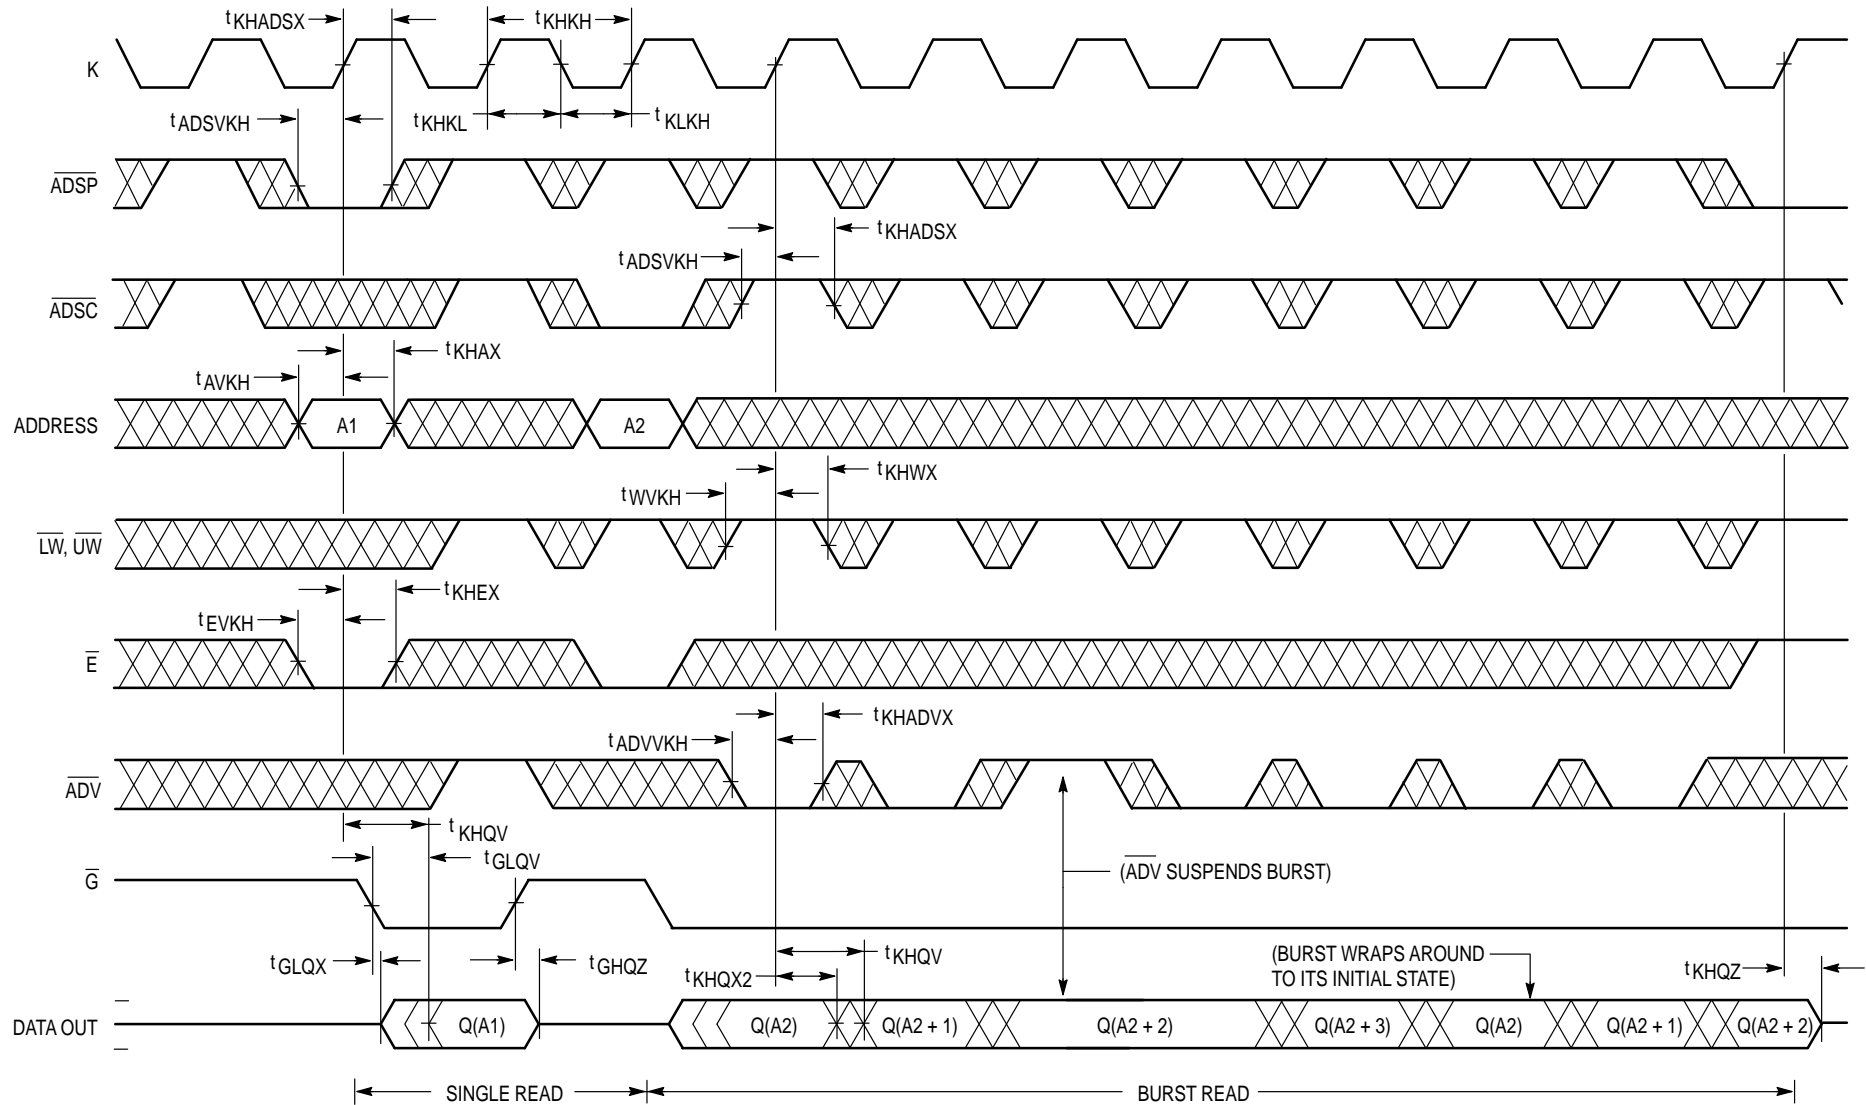 tKHADSX
tKHKH
K
tADSVKH
tKHKL
tKLKH
ADSP
tKHADSX
tADSVKH
ADSC
tKHAX
tAVKH
ADDRESS
A1
A2
tKHWX
tWVKH
LW, UW
tKHEX
tEVKH
E
tKHADVX
tADVVKH
ADV
tKHQV
tGLQV
(ADV SUSPENDS BURST)
G
tKHQV
(BURST WRAPS AROUND
TO ITS INITIAL STATE)
tGLQX
tGHQZ
tKHQX2
tKHQZ
DATA OUT
Q(A1)
Q(A2)
Q(A2 + 1)
Q(A2 + 2)
Q(A2 + 3)
Q(A2)
Q(A2 + 1)
Q(A2 + 2)
SINGLE READ
BURST READ